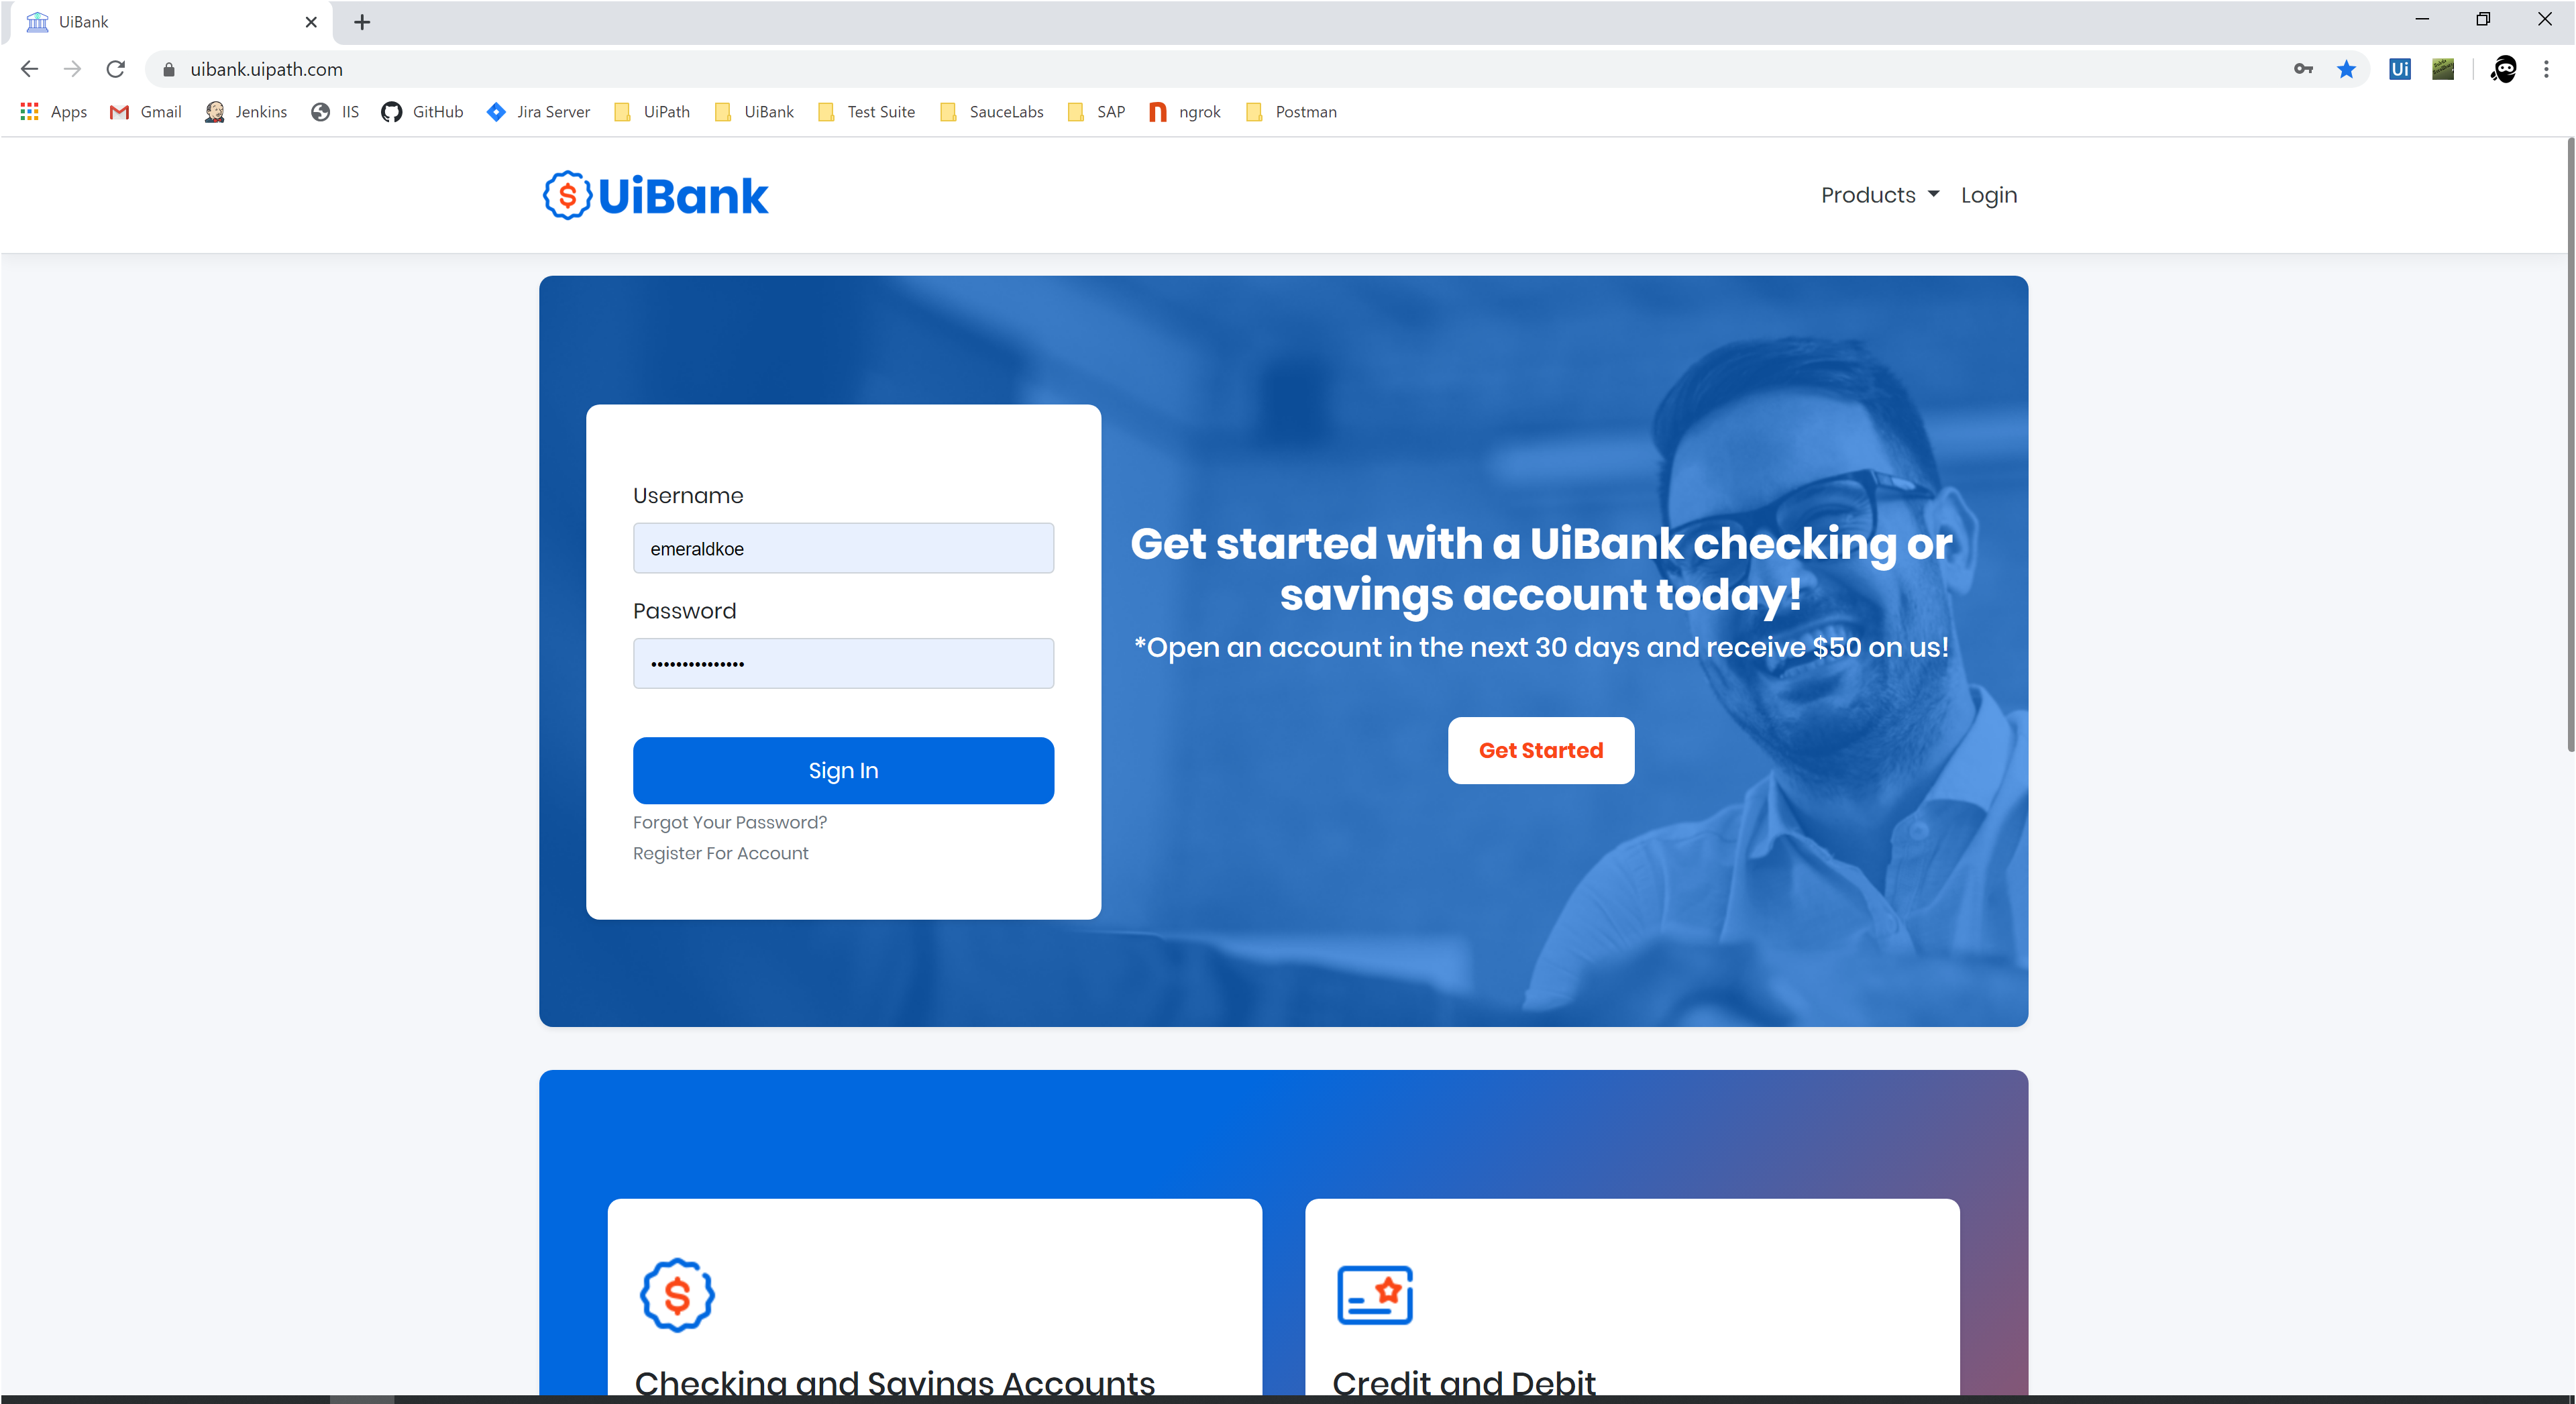 UiBank
uibank.uipath.com
Ui
Apps Gmail Jenkins IIS GitHub Jira Server UiPath UiBank Test Suite SauceLabs SAP ngrok Postman
$ UiBank
Products Login
Username
emeraldkoe
Password
•••••••••••••••
Sign In
Forgot Your Password?
Register For Account
Get started with a UiBank checking or
savings account today!
*Open an account in the next 30 days and receive $50 on us!
Get Started
$
Checking and Savings Accounts
Credit and Debit